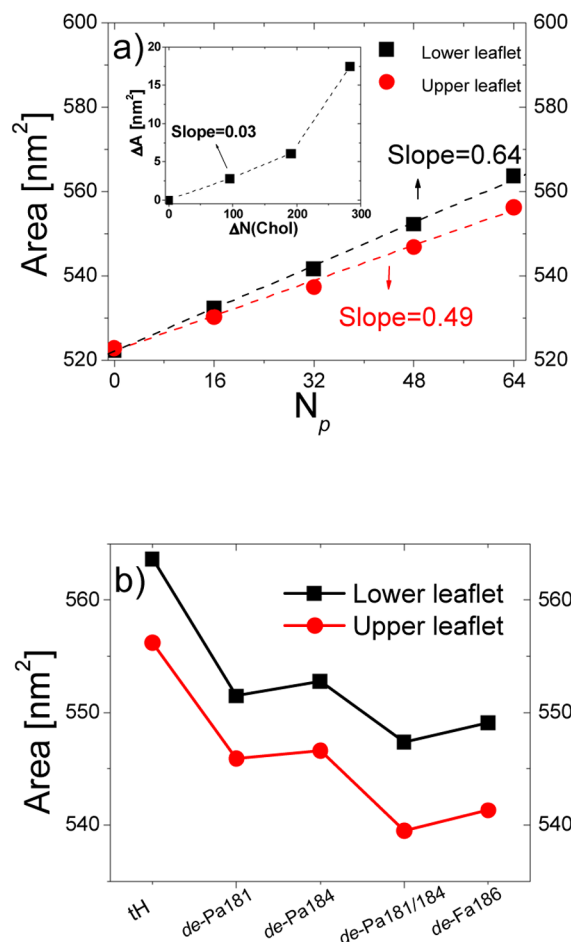 a)
Lower leaflet
Upper leaflet
Slope=0.03
ΔA [nm²]
20
15
10
5
0
0 100 200 300
ΔN(Chol)
Slope=0.64
Slope=0.49
Area [nm²]
600
580
560
540
520
600
580
560
540
520
0 16 32 48 64
N_p
b)
Lower leaflet
Upper leaflet
Area [nm²]
560
550
540
560
550
540
tH
de-Pa181
de-Pa184
de-Pa181/184
de-Fa186